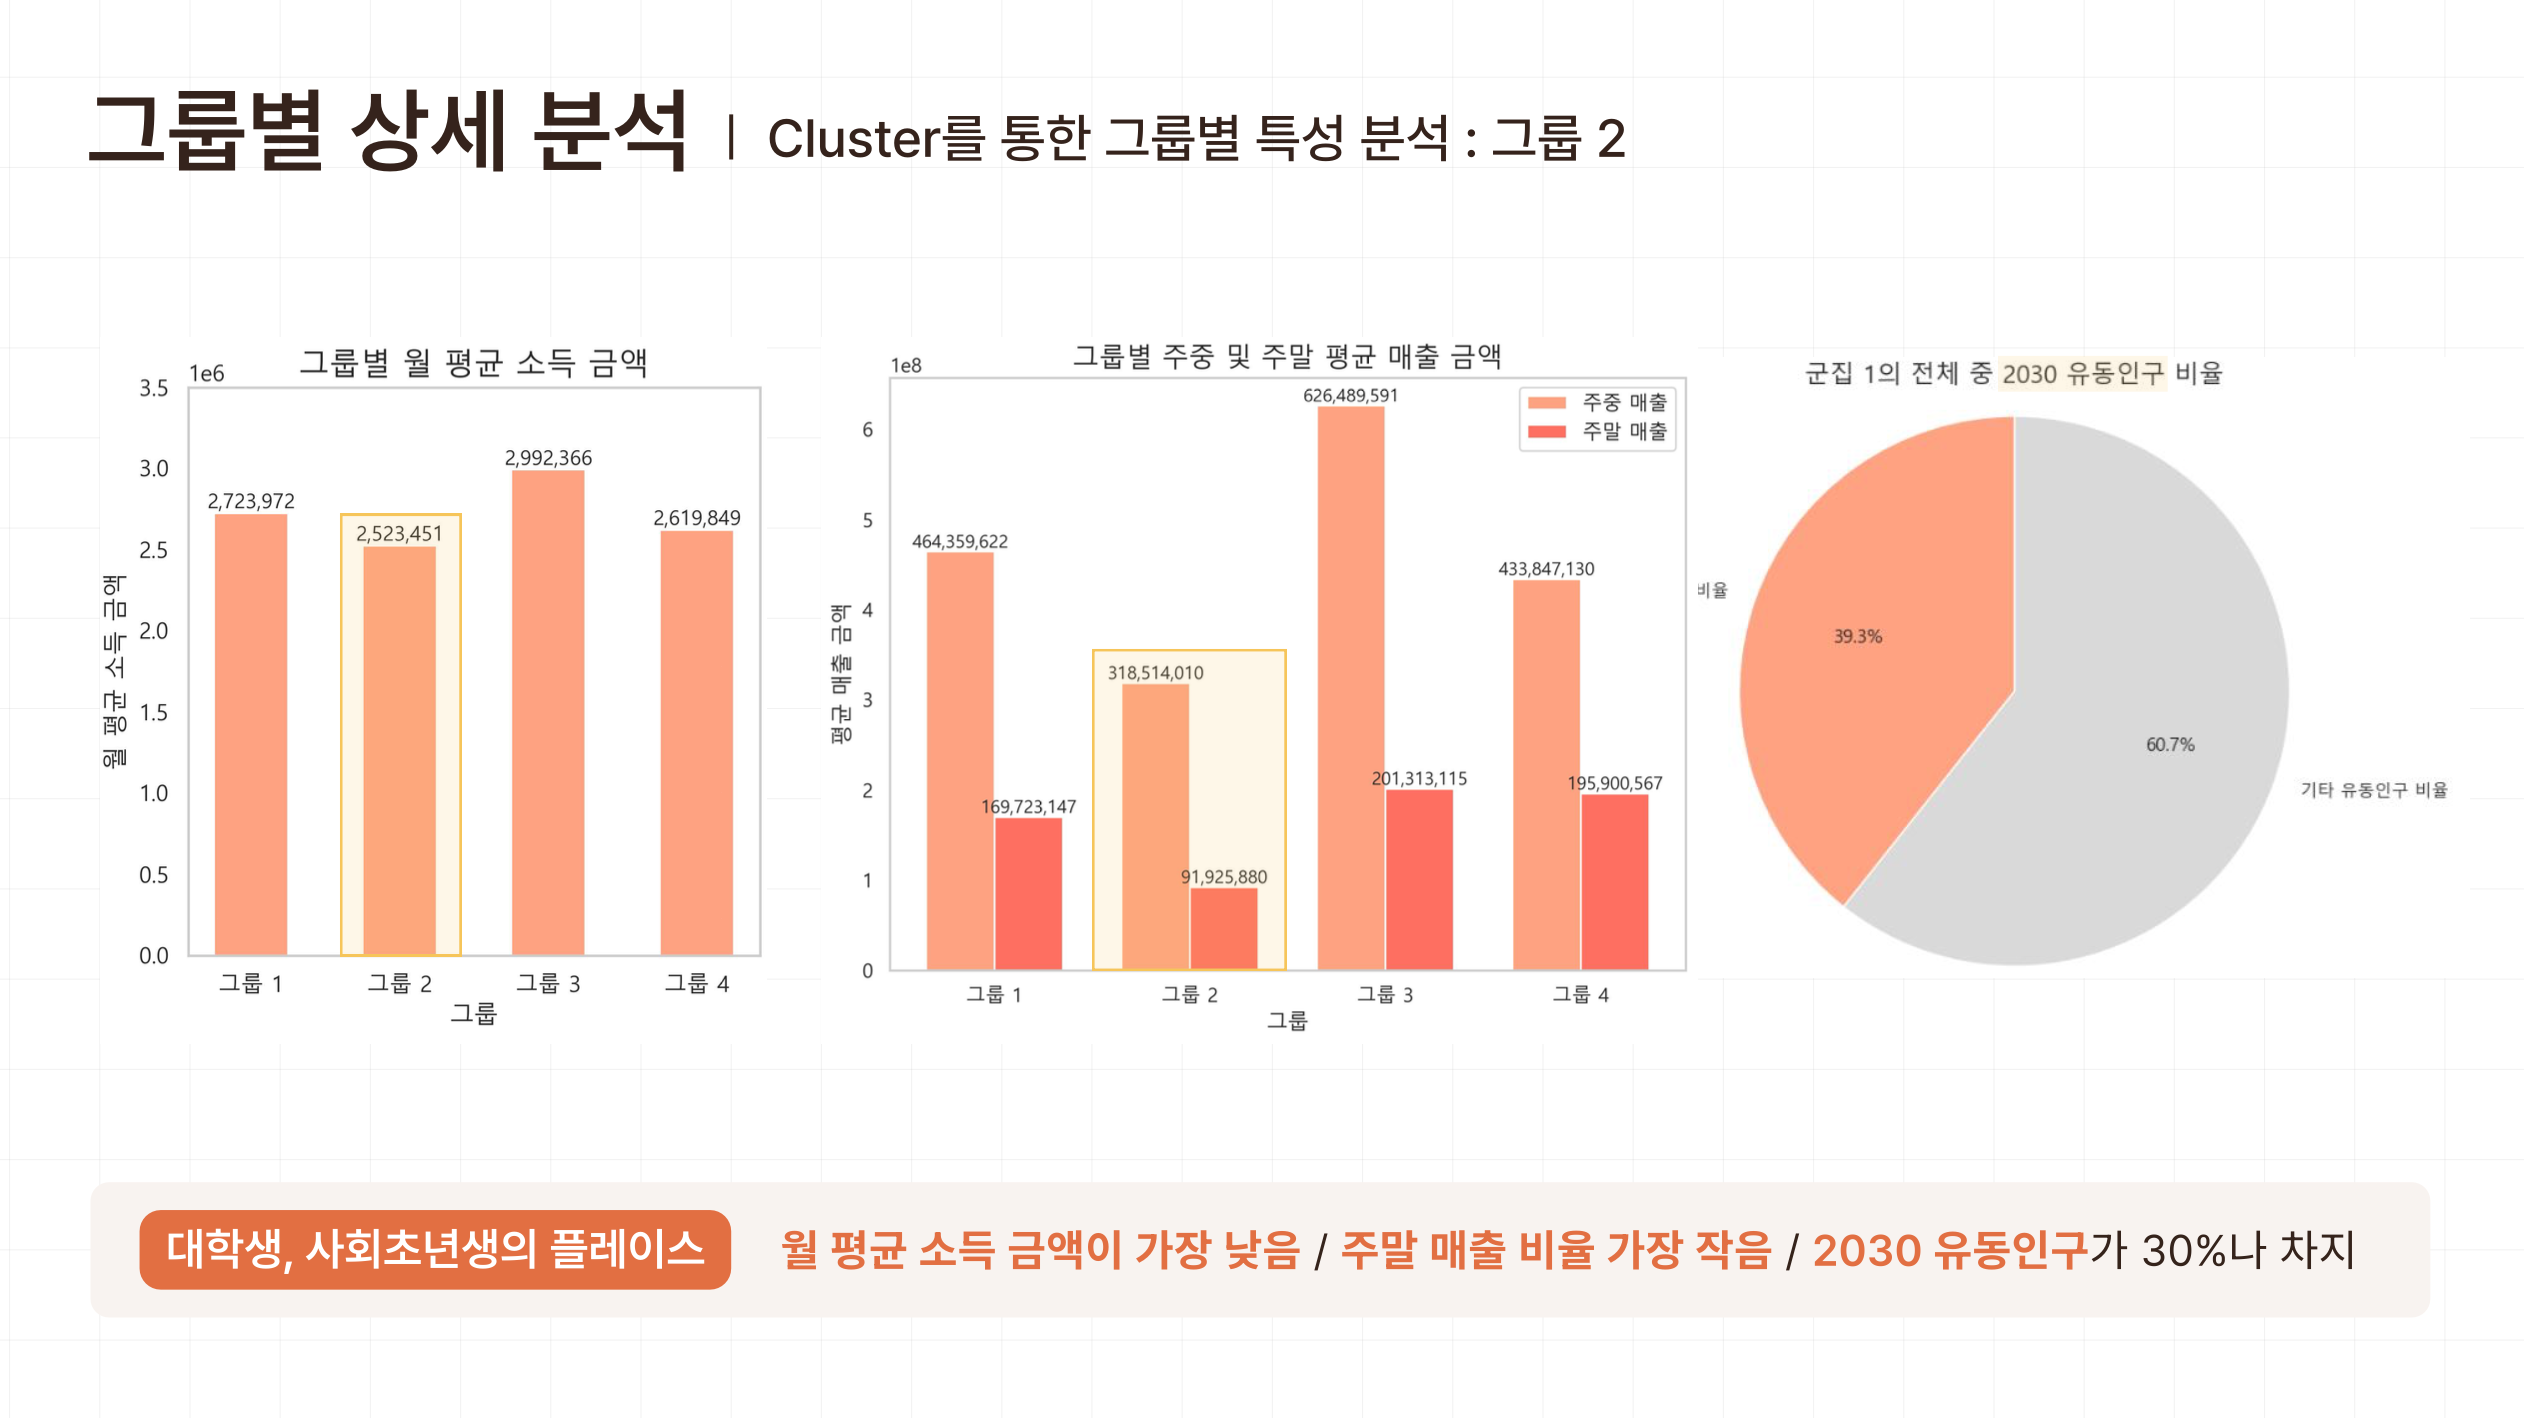 그룹별 상세 분석 | Cluster를 통한 그룹별 특성 분석 : 그룹 2
그룹별 월 평균 소득 금액
1e6
3.5
3.0
2.5
2.0
1.5
1.0
0.5
0.0
월 평균 소득 금액
2,723,972
2,523,451
2,992,366
2,619,849
그룹 1
그룹 2
그룹 3
그룹 4
그룹
그룹별 주중 및 주말 평균 매출 금액
1e8
주중 매출
주말 매출
6
5
4
3
2
1
0
평균 매출 금액
464,359,622
169,723,147
318,514,010
91,925,880
626,489,591
201,313,115
433,847,130
195,900,567
그룹 1
그룹 2
그룹 3
그룹 4
그룹
군집 1의 전체 중 2030 유동인구 비율
비율
39.3%
60.7%
기타 유동인구 비율
대학생, 사회초년생의 플레이스
월 평균 소득 금액이 가장 낮음 / 주말 매출 비율 가장 작음 / 2030 유동인구가 30%나 차지